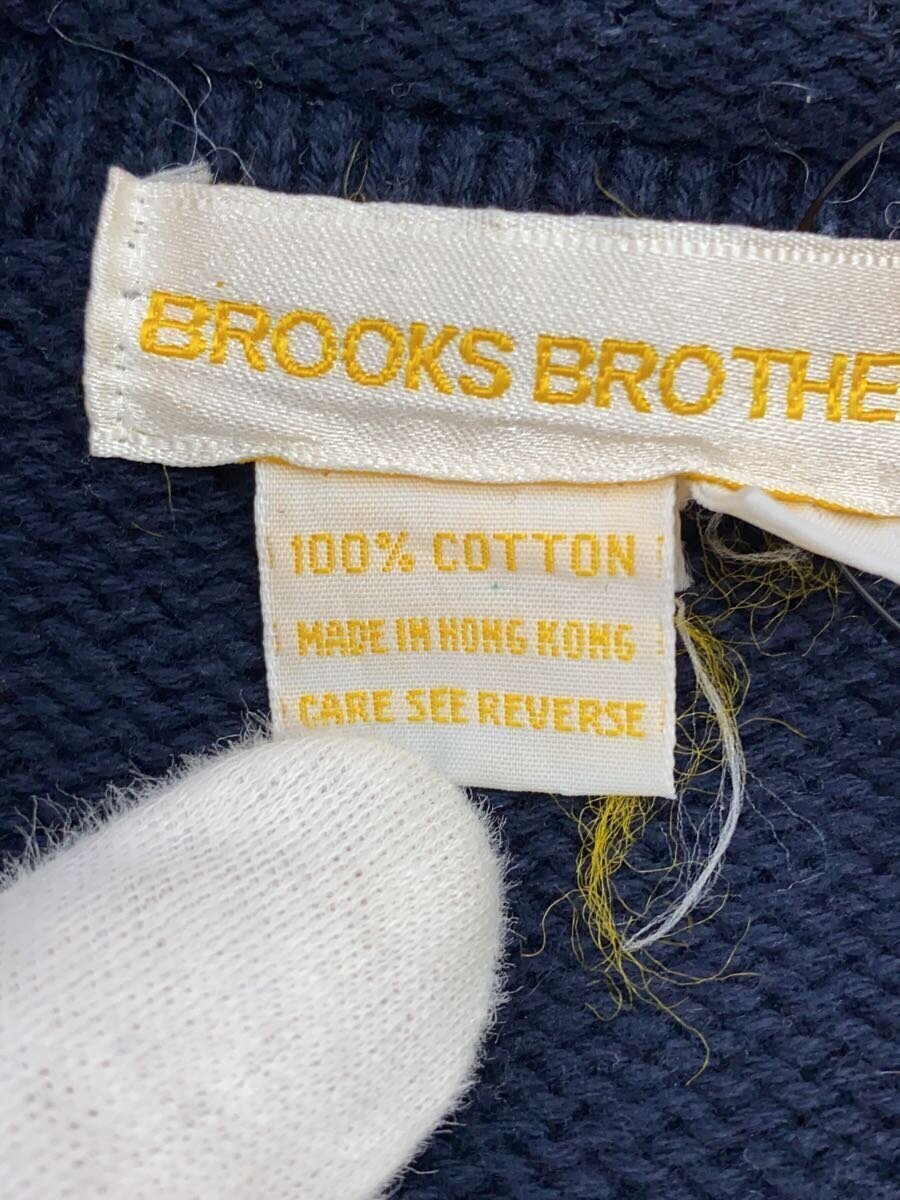 BROOKS BROTHE
100% COTTON
MADE IN HONG KONG
CARE SEE REVERSE